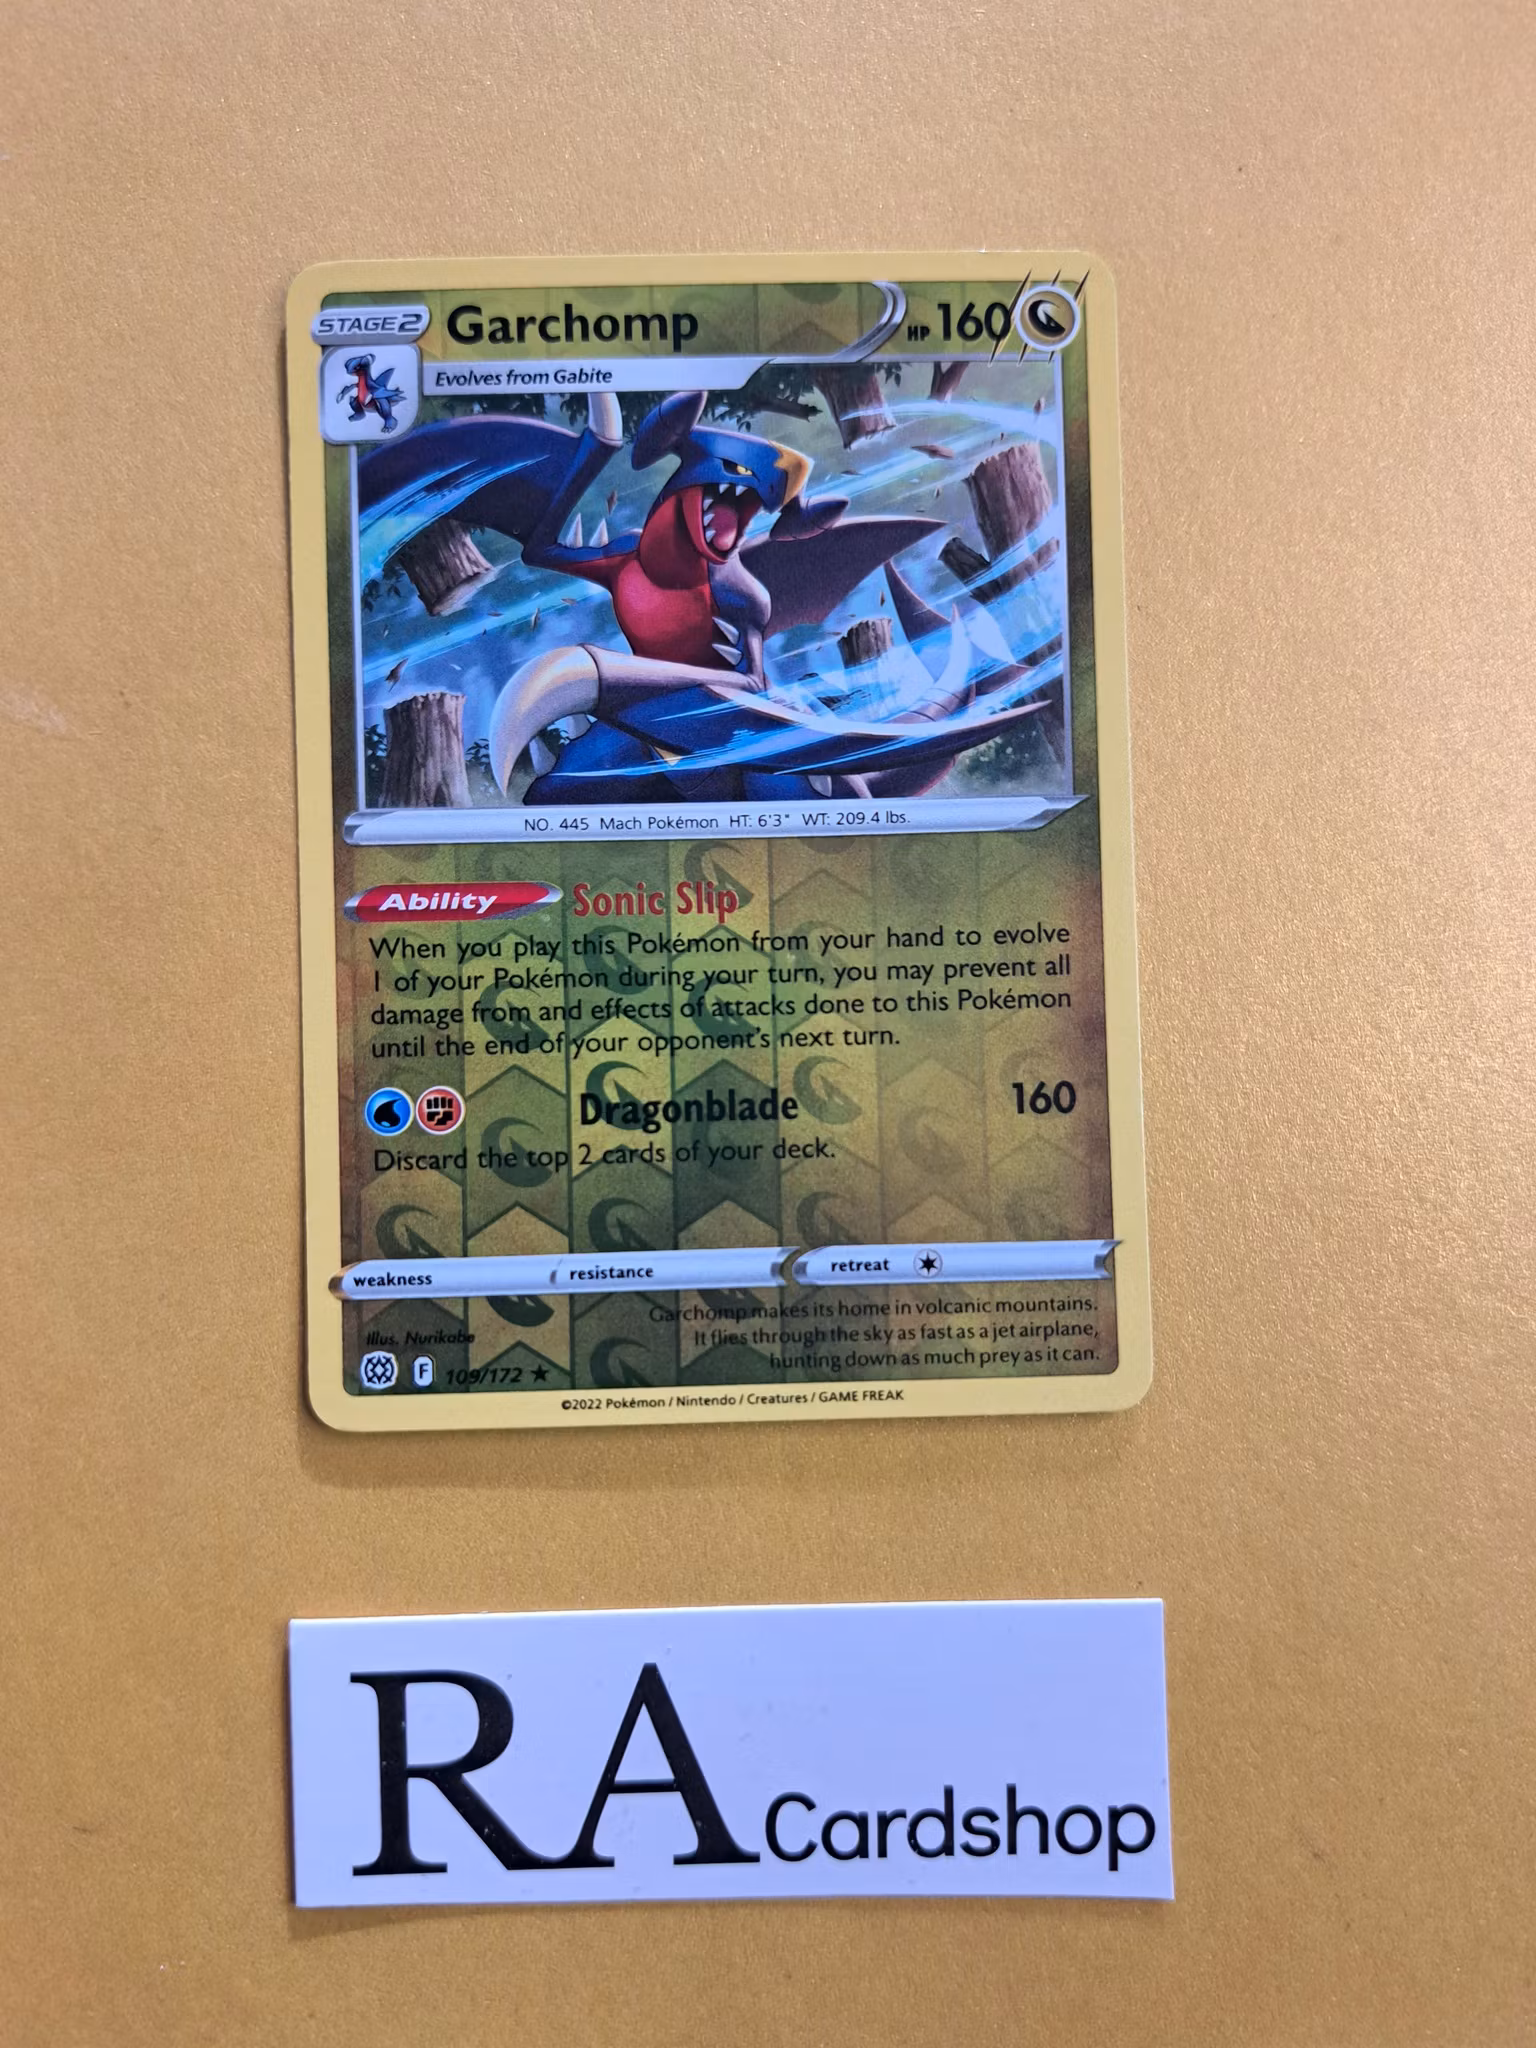 STAGE 2 Garchomp HP 160
Evolves from Gabite
NO. 445 Mach Pokémon HT: 6'3" WT: 209.4 lbs.
Ability Sonic Slip
When you play this Pokémon from your hand to evolve
1 of your Pokémon during your turn, you may prevent all
damage from and effects of attacks done to this Pokémon
until the end of your opponent's next turn.
Dragonblade 160
Discard the top 2 cards of your deck.
weakness resistance retreat
Garchomp makes its home in volcanic mountains.
It flies through the sky as fast as a jet airplane,
hunting down as much prey as it can.
Illus. Nurikabe
F 109/172 ★
©2022 Pokémon / Nintendo / Creatures / GAME FREAK
RA Cardshop